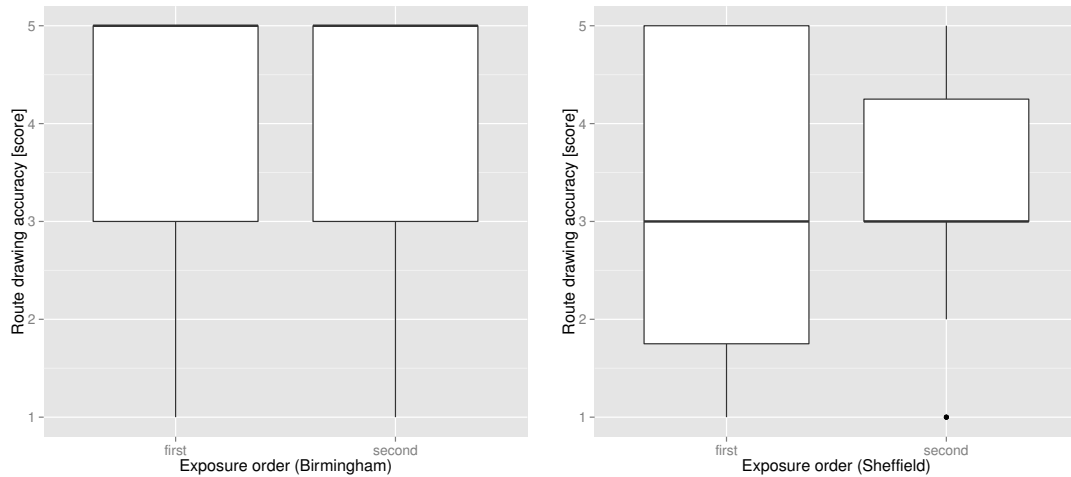 Route drawing accuracy [score]
5
4
3
2
1
first
second
Exposure order (Birmingham)
Route drawing accuracy [score]
5
4
3
2
1
first
second
Exposure order (Sheffield)